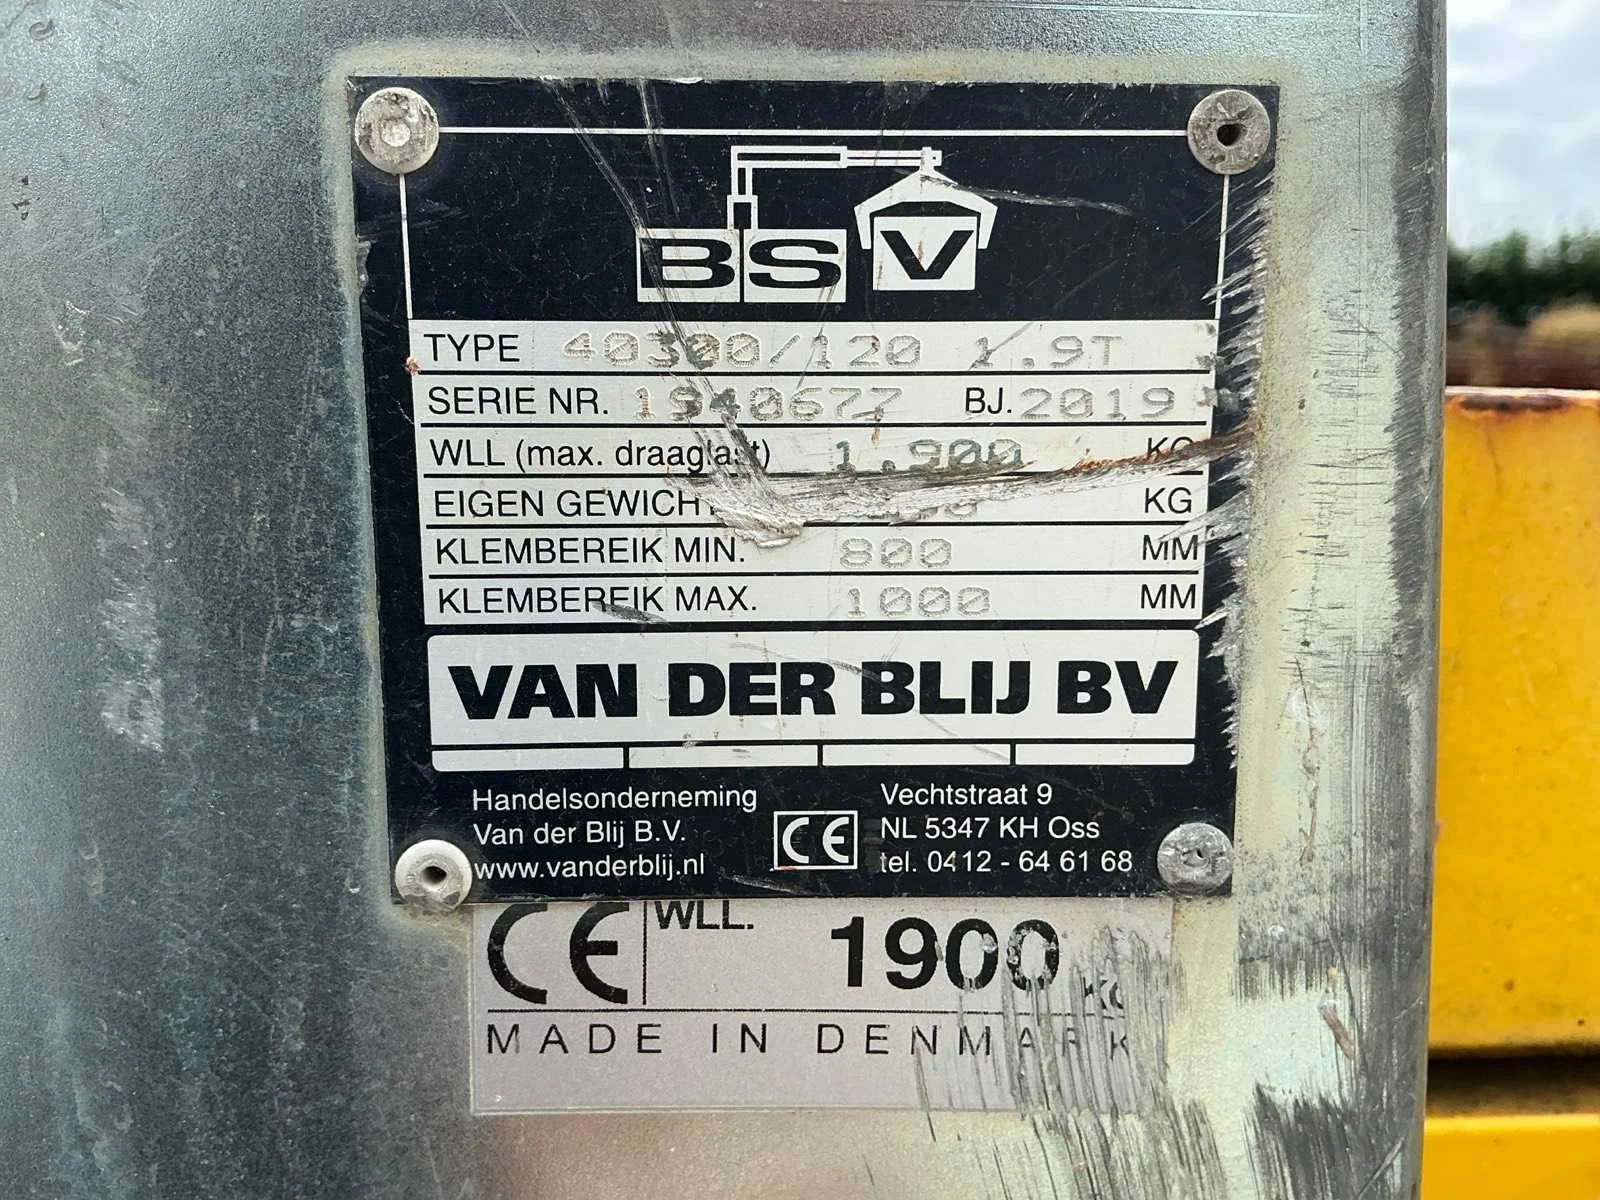 BSV
TYPE 40300/120 1.9T
SERIE NR. 1940677 BJ. 2019
WLL (max. draaglast) 1.900 KG
EIGEN GEWICHT KG
KLEMBEREIK MIN. 800 MM
KLEMBEREIK MAX. 1000 MM
VAN DER BLIJ BV
Handelsonderneming
Van der Blij B.V.
www.vanderblij.nl
CE
Vechtstraat 9
NL 5347 KH Oss
tel. 0412 - 64 61 68
CE WLL. 1900 KG
MADE IN DENMARK